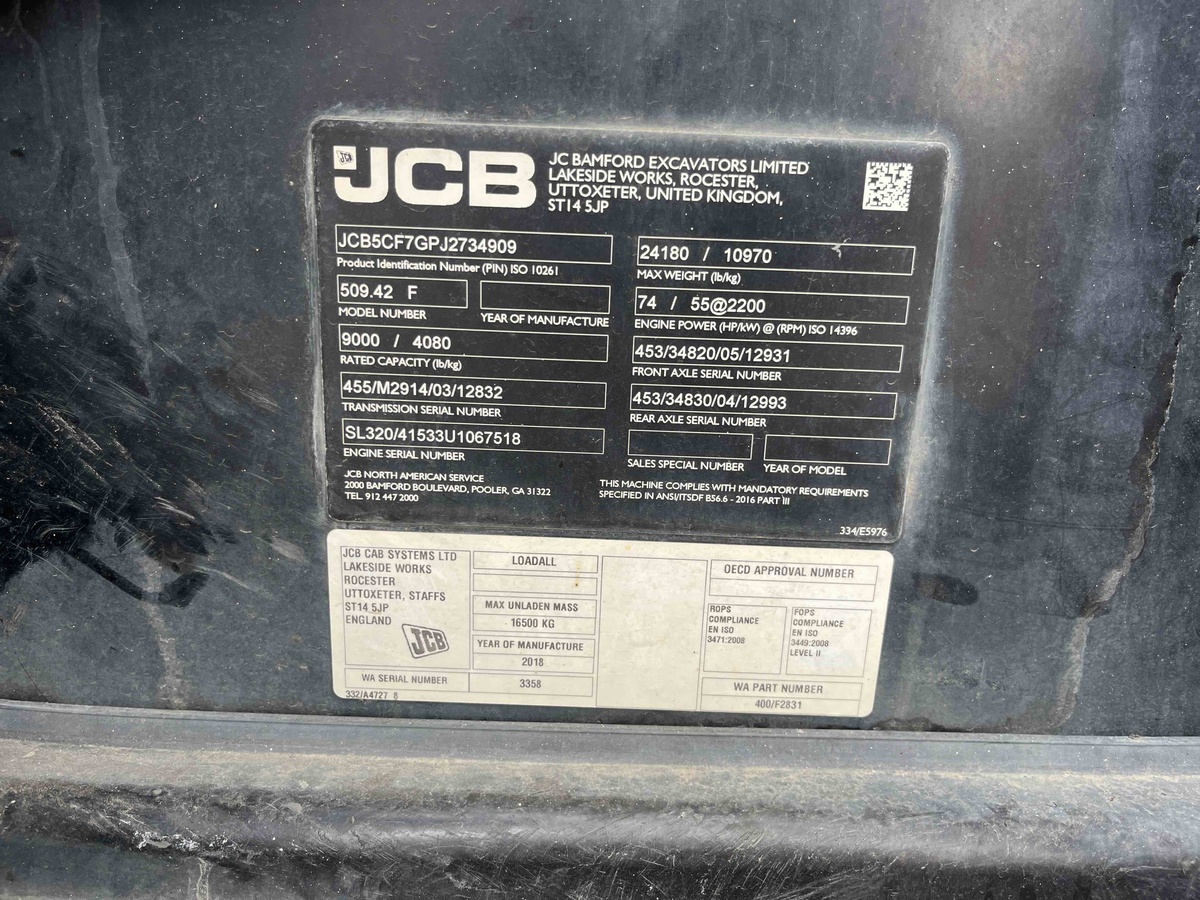 JCB
JC BAMFORD EXCAVATORS LIMITED
LAKESIDE WORKS, ROCESTER,
UTTOXETER, UNITED KINGDOM,
ST14 5JP
JCB5CF7GPJ2734909
Product Identification Number (PIN) ISO 10261
509.42 F
MODEL NUMBER
YEAR OF MANUFACTURE
9000 / 4080
RATED CAPACITY (lb/kg)
455/M2914/03/12832
TRANSMISSION SERIAL NUMBER
SL320/41533U1067518
ENGINE SERIAL NUMBER
JCB NORTH AMERICAN SERVICE
2000 BAMFORD BOULEVARD, POOLER, GA 31322
TEL. 912 447 2000
24180 / 10970
MAX WEIGHT (lb/kg)
74 / 55@2200
ENGINE POWER (HP/kW) @ (RPM) ISO 14396
453/34820/05/12931
FRONT AXLE SERIAL NUMBER
453/34830/04/12993
REAR AXLE SERIAL NUMBER
SALES SPECIAL NUMBER
YEAR OF MODEL
THIS MACHINE COMPLIES WITH MANDATORY REQUIREMENTS
SPECIFIED IN ANSI/ITSDF B56.6 - 2016 PART III
334/E5976
JCB CAB SYSTEMS LTD
LAKESIDE WORKS
ROCESTER
UTTOXETER, STAFFS
ST14 5JP
ENGLAND
JCB
WA SERIAL NUMBER
332/A4727 8
LOADALL
MAX UNLADEN MASS
16500 KG
YEAR OF MANUFACTURE
2018
3358
OECD APPROVAL NUMBER
ROPS
COMPLIANCE
EN ISO
3471:2008
FOPS
COMPLIANCE
EN ISO
3449:2008
LEVEL II
WA PART NUMBER
400/F2831